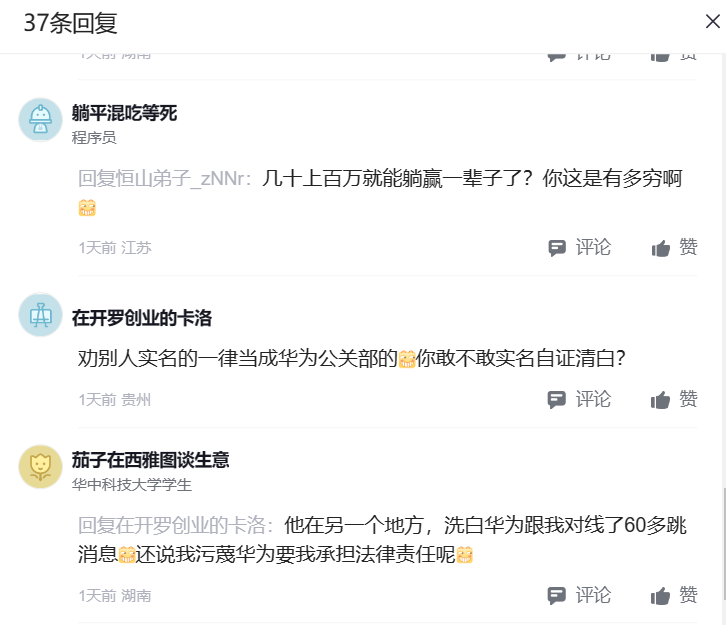 37条回复
1天前 湖南
评论
赞
躺平混吃等死
程序员
回复恒山弟子_zNNr：几十上百万就能躺赢一辈子了？你这是有多穷啊
1天前 江苏
评论
赞
在开罗创业的卡洛
劝别人实名的一律当成华为公关部的你敢不敢实名自证清白？
1天前 贵州
评论
赞
茄子在西雅图谈生意
华中科技大学学生
回复在开罗创业的卡洛：他在另一个地方，洗白华为跟我对线了60多跳
消息还说我污蔑华为要我承担法律责任呢
1天前 湖南
评论
赞